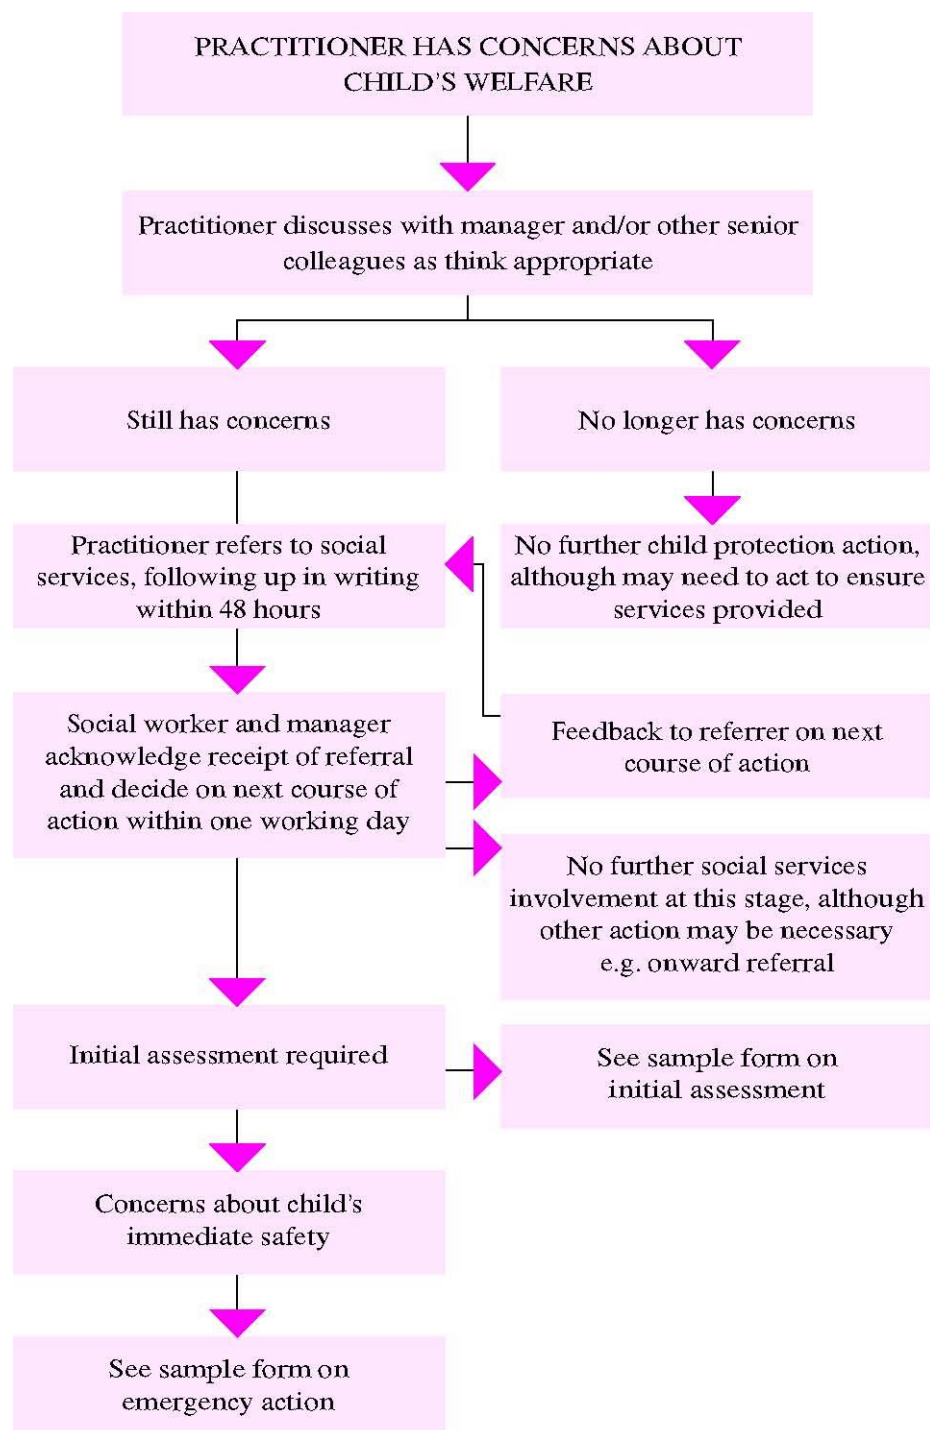 PRACTITIONER HAS CONCERNS ABOUT
CHILD'S WELFARE
Practitioner discusses with manager and/or other senior
colleagues as think appropriate
Still has concerns
No longer has concerns
Practitioner refers to social
services, following up in writing
within 48 hours
No further child protection action,
although may need to act to ensure
services provided
Social worker and manager
acknowledge receipt of referral
and decide on next course of
action within one working day
Feedback to referrer on next
course of action
No further social services
involvement at this stage, although
other action may be necessary
e.g. onward referral
Initial assessment required
See sample form on
initial assessment
Concerns about child's
immediate safety
See sample form on
emergency action